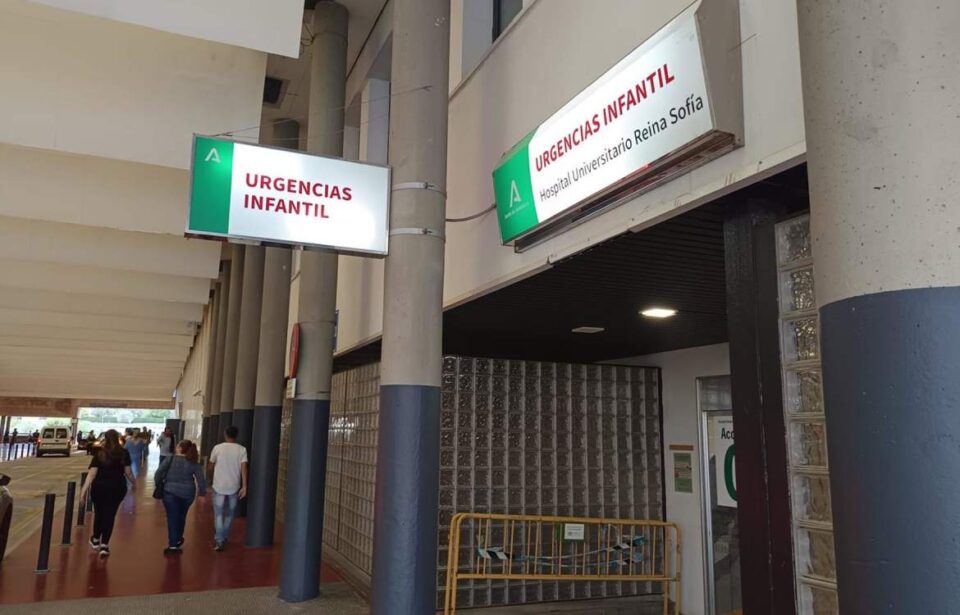 URGENCIAS
INFANTIL
URGENCIAS INFANTIL
Hospital Universitario Reina Sofía